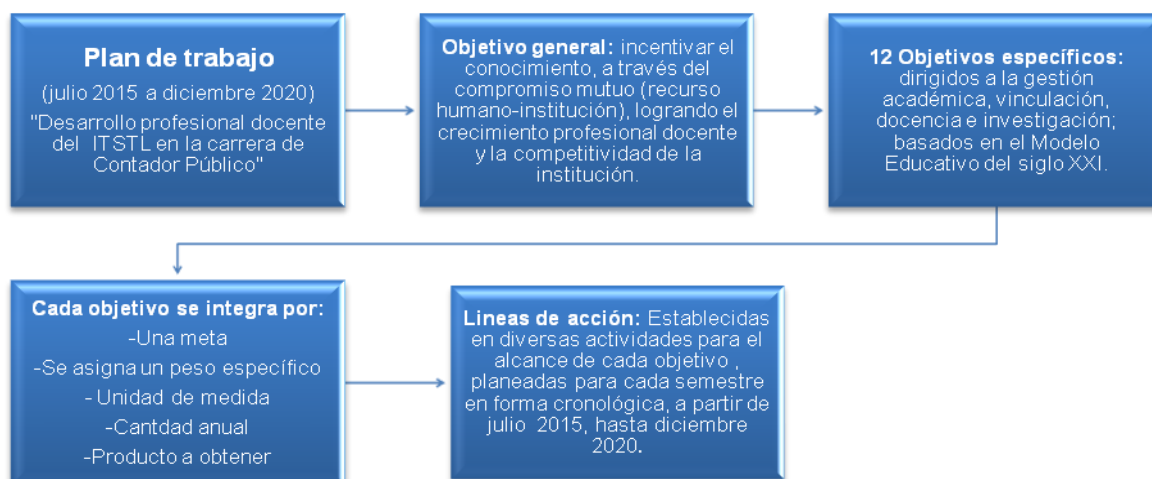 Plan de trabajo
(julio 2015 a diciembre 2020)
"Desarrollo profesional docente
del ITSTL en la carrera de
Contador Público"
Objetivo general: incentivar el
conocimiento, a través del
compromiso mutuo (recurso
humano-institución), logrando el
crecimiento profesional docente
y la competitividad de la
institución.
12 Objetivos específicos:
dirigidos a la gestión
académica, vinculación,
docencia e investigación;
basados en el Modelo
Educativo del siglo XXI.
Cada objetivo se integra por:
-Una meta
-Se asigna un peso específico
- Unidad de medida
-Cantdad anual
-Producto a obtener
Lineas de acción: Establecidas
en diversas actividades para el
alcance de cada objetivo ,
planeadas para cada semestre
en forma cronológica, a partir de
julio 2015, hasta diciembre
2020.